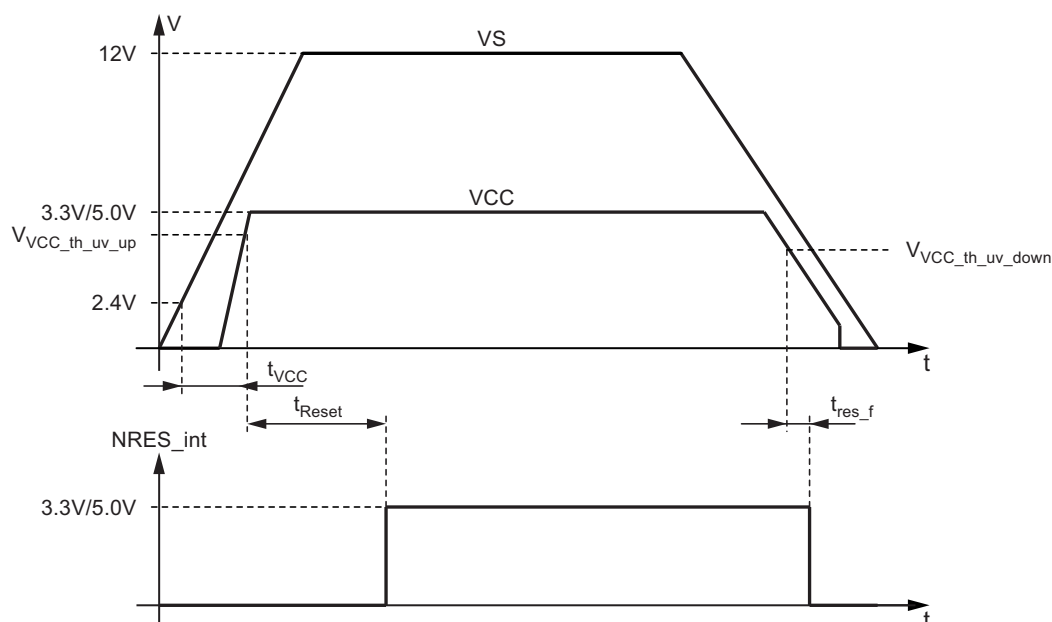 V
12V
VS
3.3V/5.0V
VCC
VVCC_th_uv_up
VVCC_th_uv_down
2.4V
t
tVCC
tReset
tres_f
NRES_int
3.3V/5.0V
t